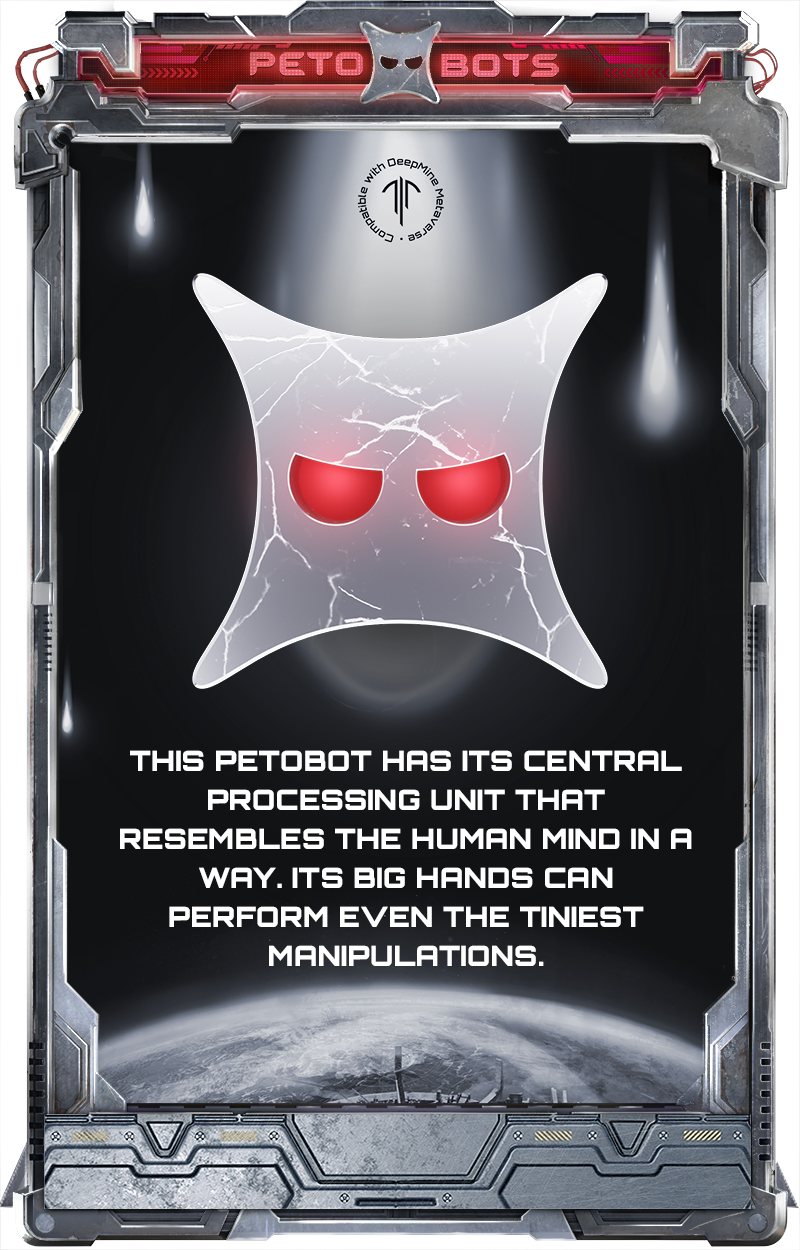 PETO BOTS
Compatible with DeepMine Metaverse •
THIS PETOBOT HAS ITS CENTRAL
PROCESSING UNIT THAT
RESEMBLES THE HUMAN MIND IN A
WAY. ITS BIG HANDS CAN
PERFORM EVEN THE TINIEST
MANIPULATIONS.